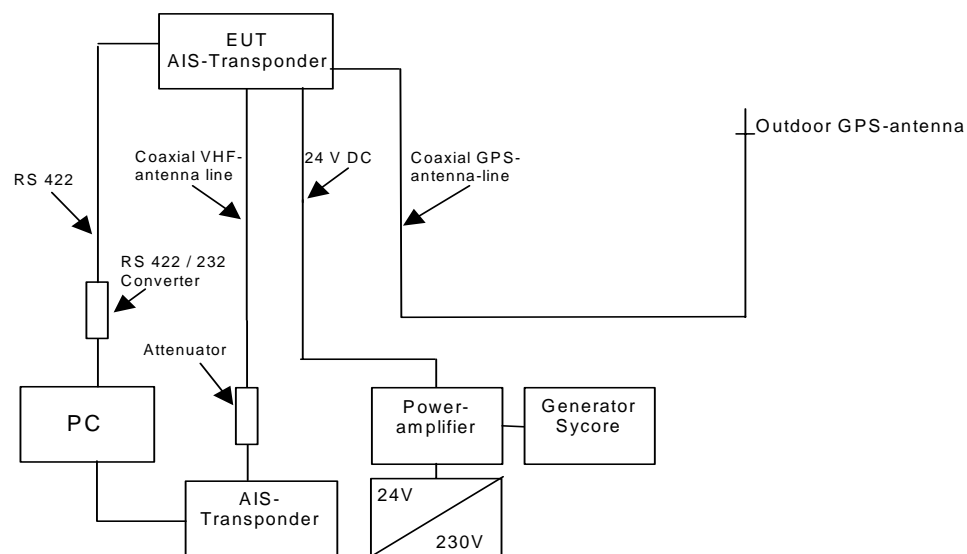 EUT
AIS-Transponder
Outdoor GPS-antenna
Coaxial VHF-
antenna line
24 V DC
Coaxial GPS-
antenna-line
RS 422
RS 422 / 232
Converter
Attenuator
PC
Power-
amplifier
Generator
Sycore
AIS-
Transponder
24V
230V